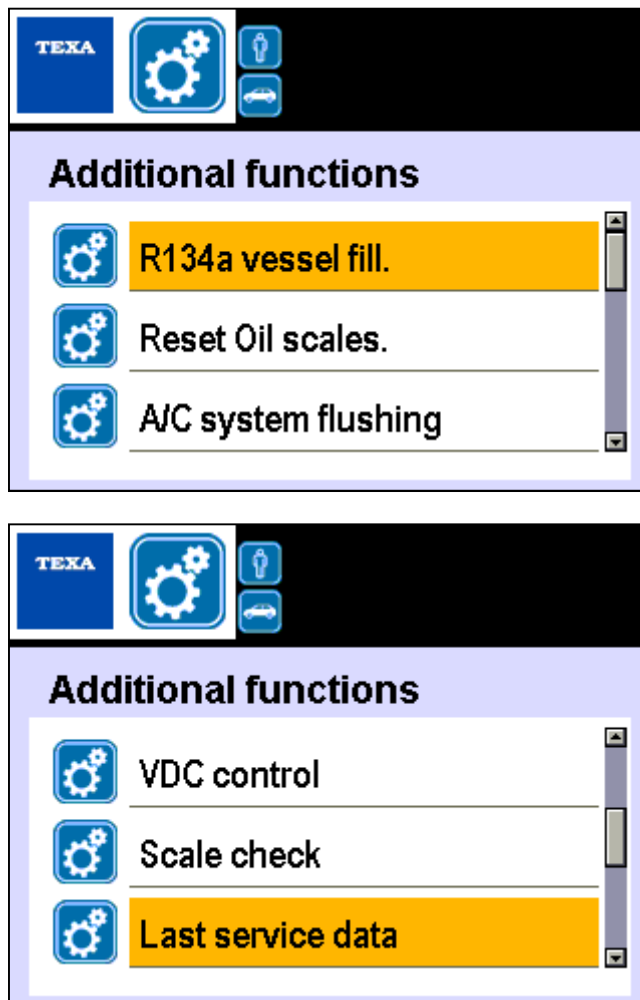 TEXA
Additional functions
R134a vessel fill.
Reset Oil scales.
A/C system flushing
TEXA
Additional functions
VDC control
Scale check
Last service data